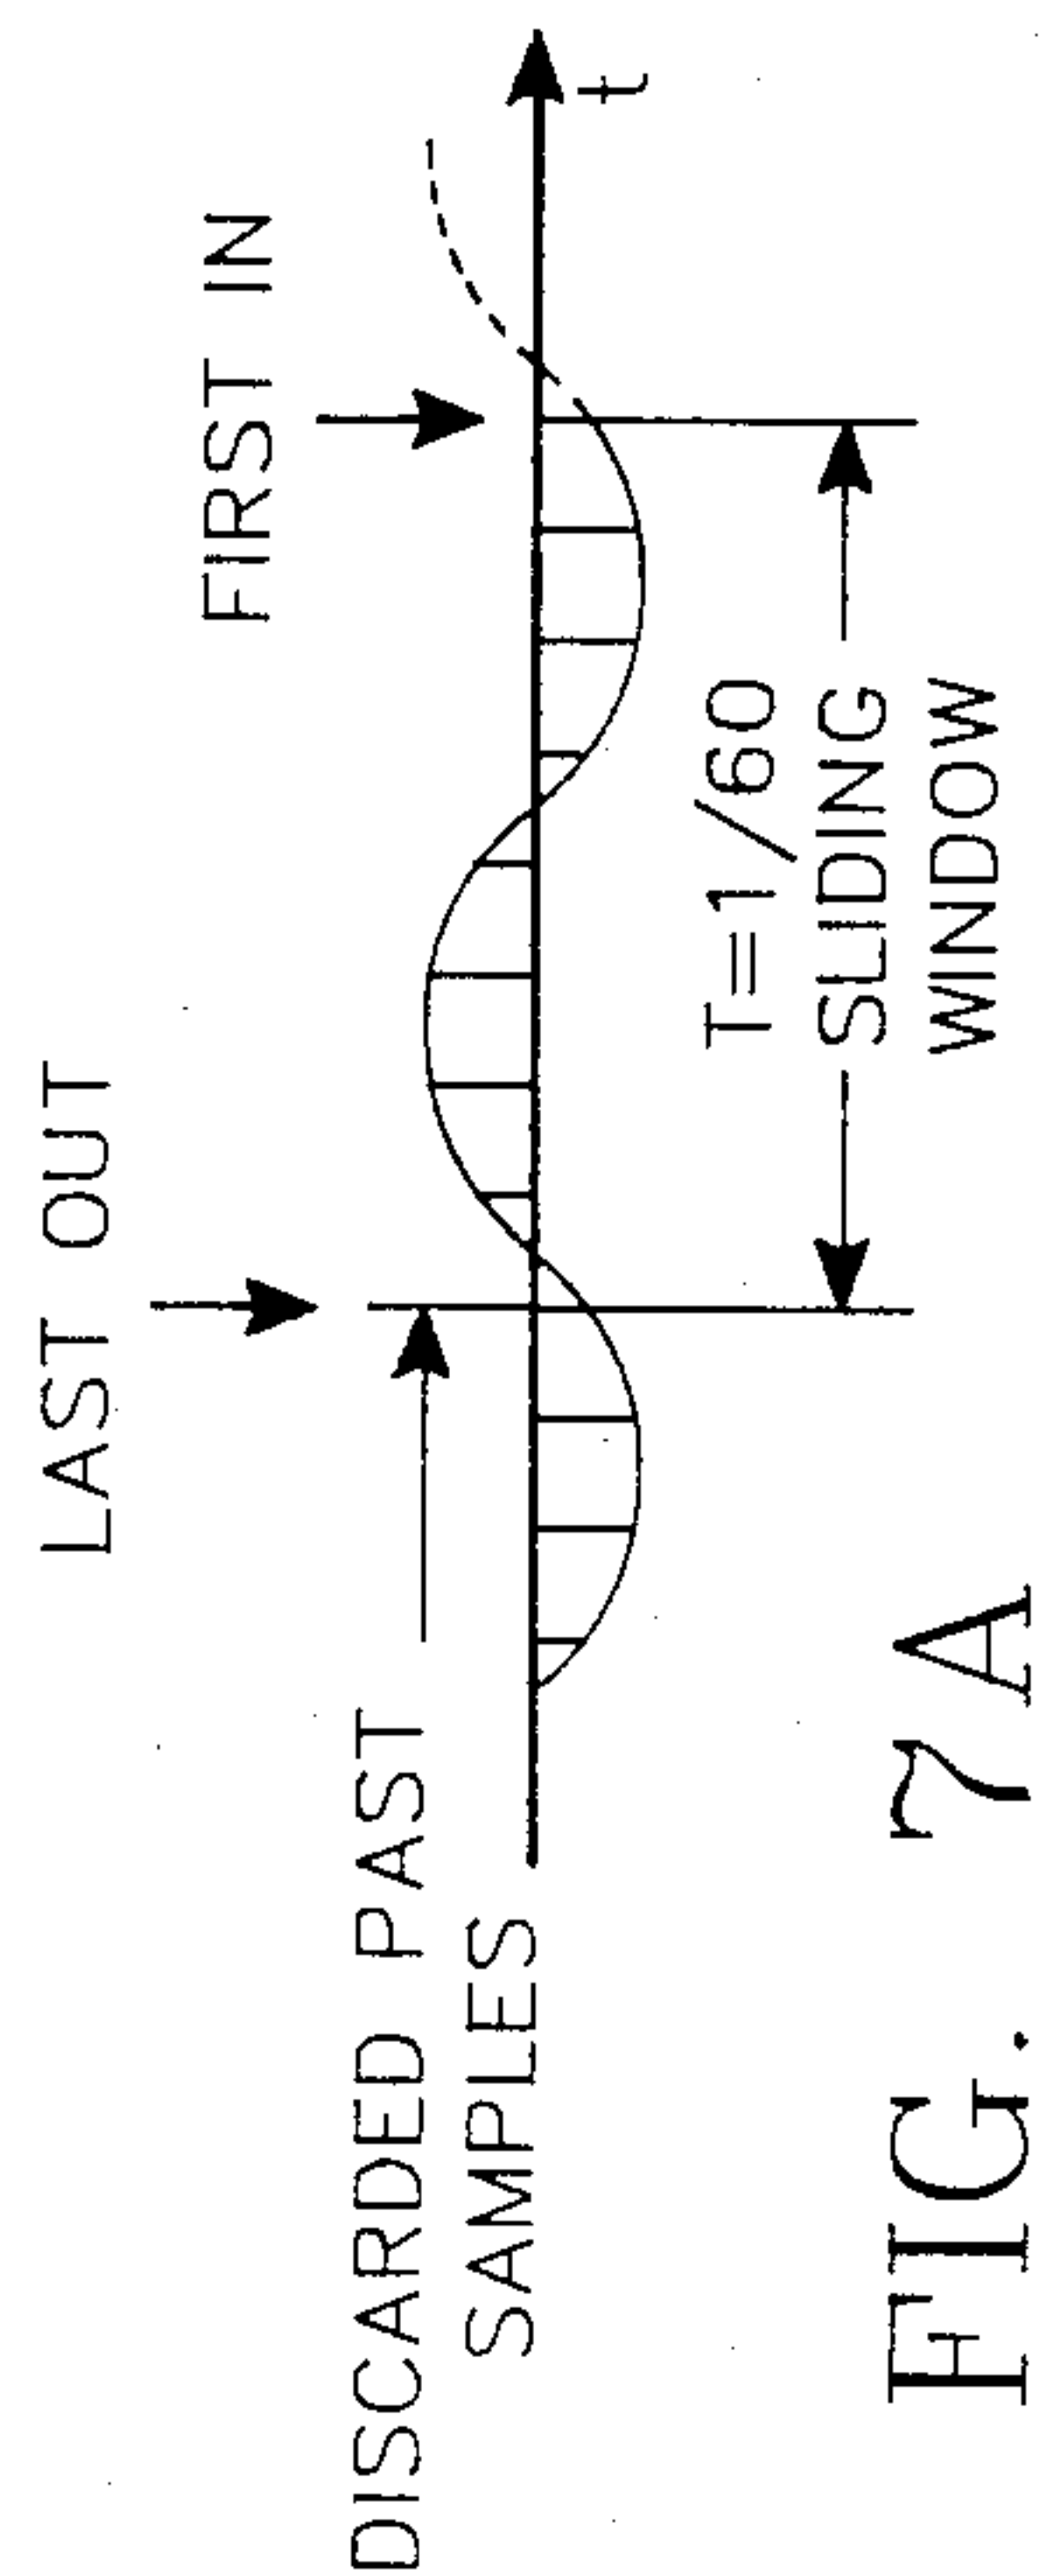 LAST OUT
FIRST IN
DISCARDED PAST
SAMPLES
t
T=1/60
SLIDING
WINDOW
FIG. 7A